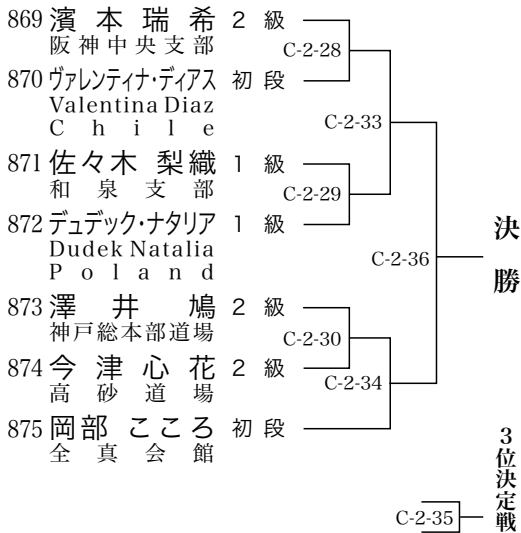 869 濱本瑞希 2級
阪神中央支部
C-2-28
870 ヴァレンティナ・ディアス 初段
Valentina Diaz
Chile
C-2-33
871 佐々木 梨織 1級
和泉支部
C-2-29
872 デュデック・ナタリア 1級
Dudek Natalia
Poland
C-2-36
決勝
873 澤井 鳩 2級
神戸総本部道場
C-2-30
874 今津心花 2級
高砂道場
C-2-34
875 岡部 こころ 初段
全真会館
3位決定戦
C-2-35